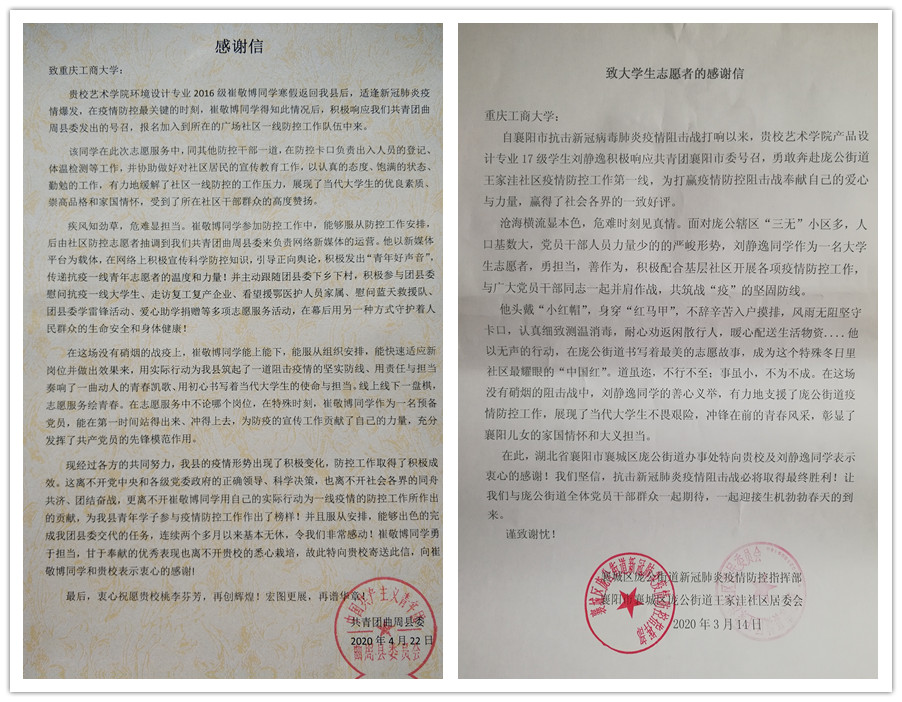 感谢信
致重庆工商大学：
贵校艺术学院环境设计专业2016级崔敬博同学寒假返回我县后，适逢新冠肺炎疫
情爆发，在疫情防控最关键的时刻，崔敬博同学得知此情况后，积极响应我们共青团曲
周县委发出的号召，报名加入到所在的广场社区一线防控工作队伍中来。
该同学在此次志愿服务中，同其他防控干部一道，在防控卡口负责出入人员的登记、
体温检测等工作，并协助做好对社区居民的宣传教育工作，以认真的态度、饱满的状态、
勤勉的工作，有力地缓解了社区一线防控的工作压力，展现了当代大学生的优良素质、
崇高品格和家国情怀，受到了所在社区干部群众的高度赞扬。
疾风知劲草，危难显担当。崔敬博同学参加防控工作中，能够服从防控工作安排，
后由社区防控志愿者抽调到我们共青团曲周县委来负责网络新媒体的运营。他以新媒体
平台为载体，在网络上积极宣传科学防控知识，引导正向舆论，积极发出“青年好声音”，
传递抗疫一线青年志愿者的温度和力量！并主动跟随团县委下乡下村，积极参与团县委
慰问抗疫一线大学生、走访复工复产企业、看望援鄂医护人员家属、慰问蓝天救援队、
团县委学雷锋活动、爱心助学捐赠等多项志愿服务活动，在幕后用另一种方式守护着人
民群众的生命安全和身体健康！
在这场没有硝烟的战疫上，崔敬博同学能上能下，能服从组织安排，能快速适应新
岗位并做出效果来，用实际行动为我县筑起了一道阻击疫情的坚实防线、用责任与担当
奏响了一曲动人的青春凯歌、用初心书写着当代大学生的使命与担当。线上线下一盘棋，
志愿服务绘青春。在志愿服务中不论哪个岗位，在特殊时刻，崔敬博同学作为一名预备
党员，能在第一时间站得出来、冲得上去，为防疫的宣传工作贡献了自己的力量，充分
发挥了共产党员的先锋模范作用。
现经过各方的共同努力，我县的疫情形势出现了积极变化，防控工作取得了积极成
效。这离不开党中央和各级党委政府的正确领导、科学决策，也离不开社会各界的同舟
共济、团结奋战，更离不开崔敬博同学用自己的实际行动为一线疫情的防控工作所作出
的贡献，为我县青年学子参与疫情防控工作作出了榜样！并且服从安排，能够出色的完
成我团县委交代的任务，连续两个多月以来基本无休，令我们非常感动！崔敬博同学勇
于担当，甘于奉献的优秀表现也离不开贵校的悉心栽培，故此特向贵校寄送此信，向崔
敬博同学和贵校表示衷心的感谢!
最后，衷心祝愿贵校桃李芬芳，再创辉煌！宏图更展，再谱华章！
共青团曲周县委
2020年4月22日
中国共产主义青年团
曲周县委员会
致大学生志愿者的感谢信
重庆工商大学：
自襄阳市抗击新冠病毒肺炎疫情阻击战打响以来，贵校艺术学院产品设
计专业17级学生刘静逸积极响应共青团襄阳市委号召，勇敢奔赴庞公街道
王家洼社区疫情防控工作第一线，为打赢疫情防控阻击战奉献自己的爱心
与力量，赢得了社会各界的一致好评。
沧海横流显本色，危难时刻见真情。面对庞公辖区“三无”小区多，人
口基数大，党员干部人员力量少的的严峻形势，刘静逸同学作为一名大学
生志愿者，勇担当，善作为，积极配合基层社区开展各项疫情防控工作，
与广大党员干部同志一起并肩作战，共筑战“疫”的坚固防线。
他头戴“小红帽”，身穿“红马甲”，不辞辛苦入户摸排，风雨无阻坚守
卡口，认真细致测温消毒，耐心劝返闲散行人，暖心配送生活物资....他
以无声的行动，在庞公街道书写着最美的志愿故事，成为这个特殊冬日里
社区最耀眼的“中国红”。道虽迩，不行不至；事虽小，不为不成。在这场
没有硝烟的阻击战中，刘静逸同学的善心义举，有力地支援了庞公街道疫
情防控工作，展现了当代大学生不畏艰险，冲锋在前的青春风采，彰显了
襄阳儿女的家国情怀和大义担当。
在此，湖北省襄阳市襄城区庞公街道办事处特向贵校及刘静逸同学表示
衷心的感谢！我们坚信，抗击新冠肺炎疫情阻击战必将取得最终胜利！让
我们与庞公街道全体党员干部群众一起期待，一起迎接生机勃勃春天的到
来。
谨致谢忱！
襄城区庞公街道新冠肺炎疫情防控指挥部
襄阳市襄城区庞公街道王家洼社区居委会
2020年3月14日